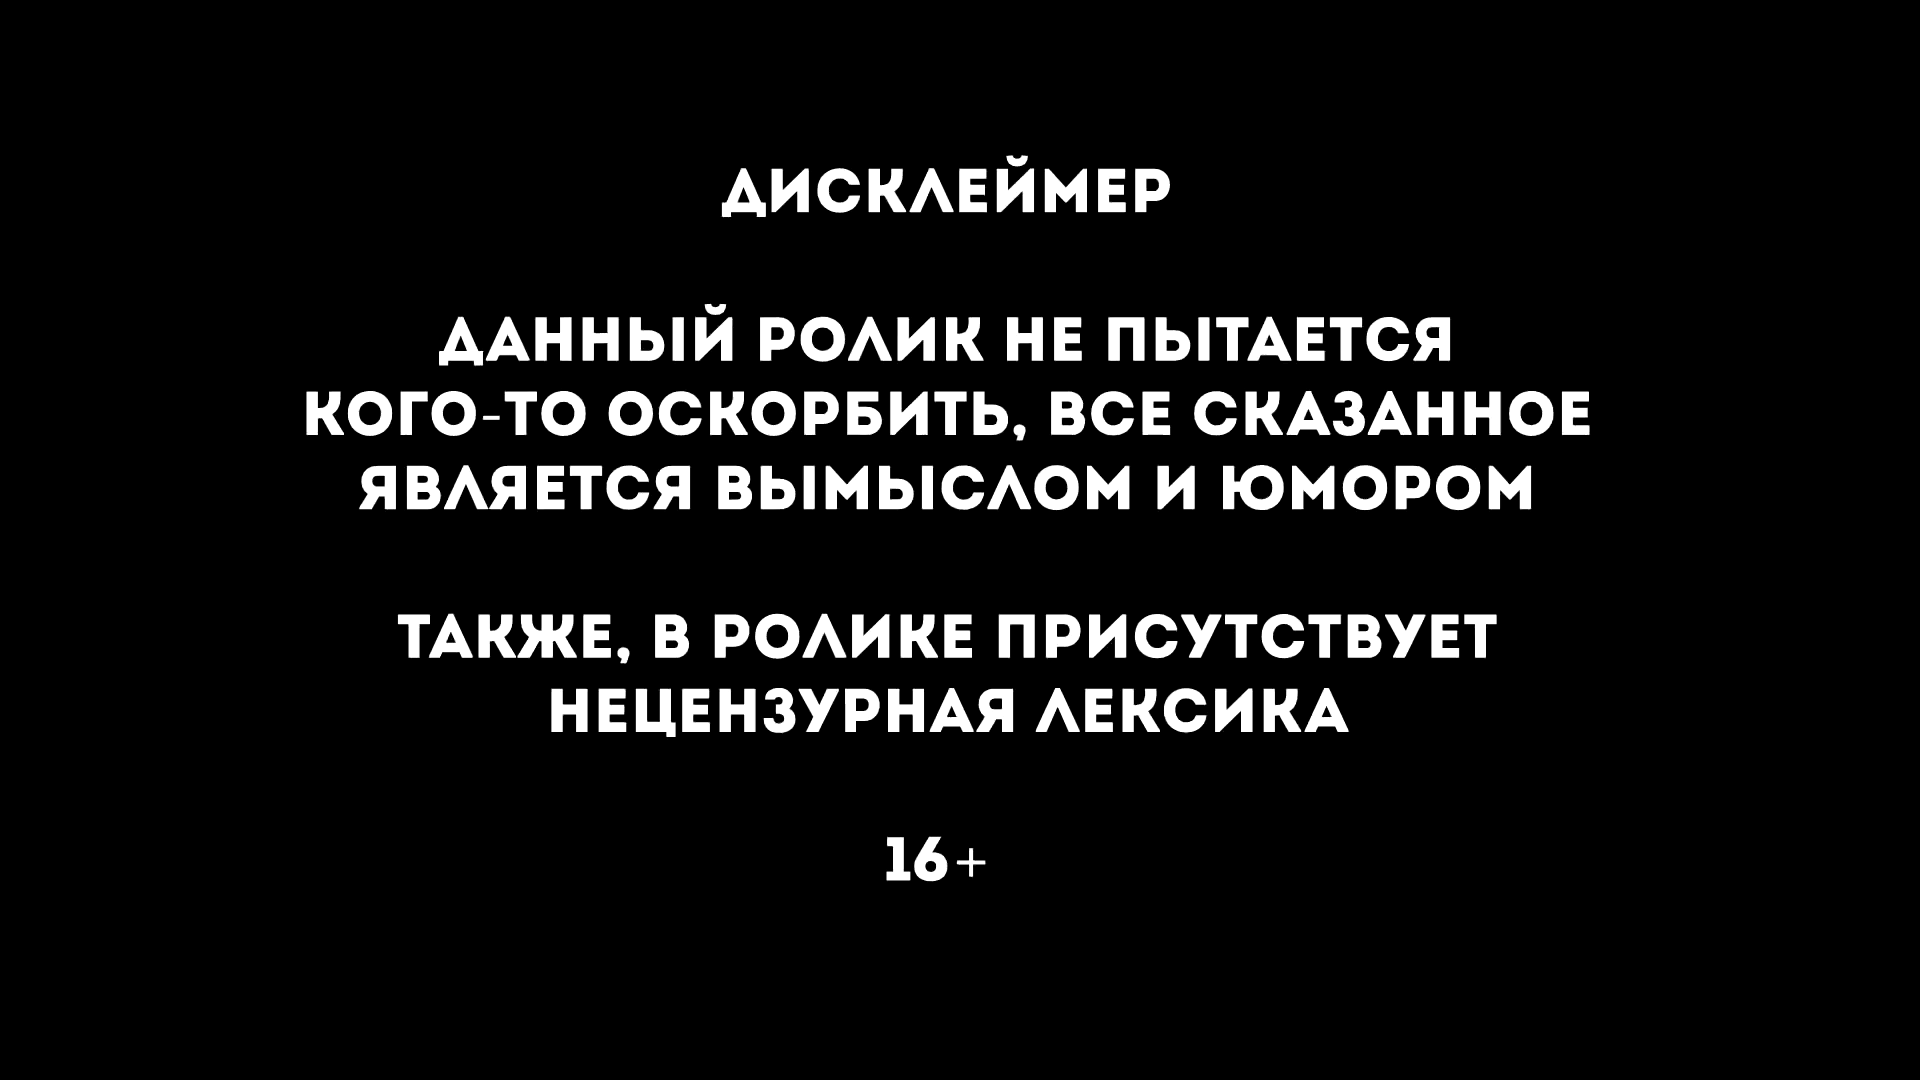 ДИСКЛЕЙМЕР
ДАННЫЙ РОЛИК НЕ ПЫТАЕТСЯ
КОГО-ТО ОСКОРБИТЬ, ВСЕ СКАЗАННОЕ
ЯВЛЯЕТСЯ ВЫМЫСЛОМ И ЮМОРОМ
ТАКЖЕ, В РОЛИКЕ ПРИСУТСТВУЕТ
НЕЦЕНЗУРНАЯ ЛЕКСИКА
16+